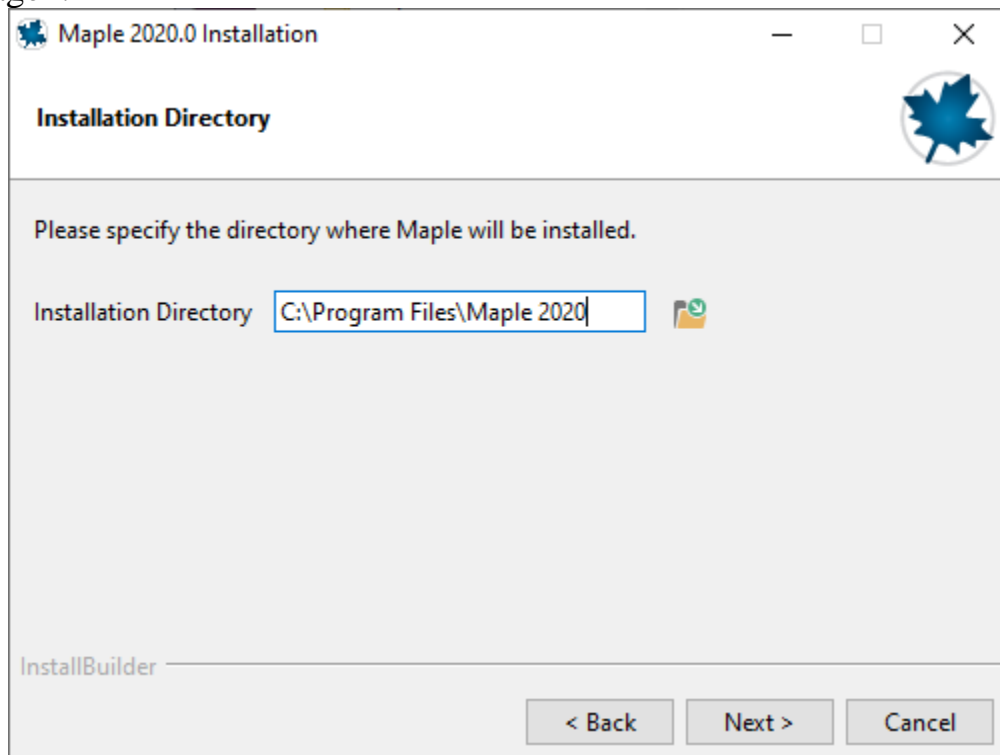 Maple 2020.0 Installation
Installation Directory
Please specify the directory where Maple will be installed.
Installation Directory C:\Program Files\Maple 2020
InstallBuilder
< Back Next > Cancel